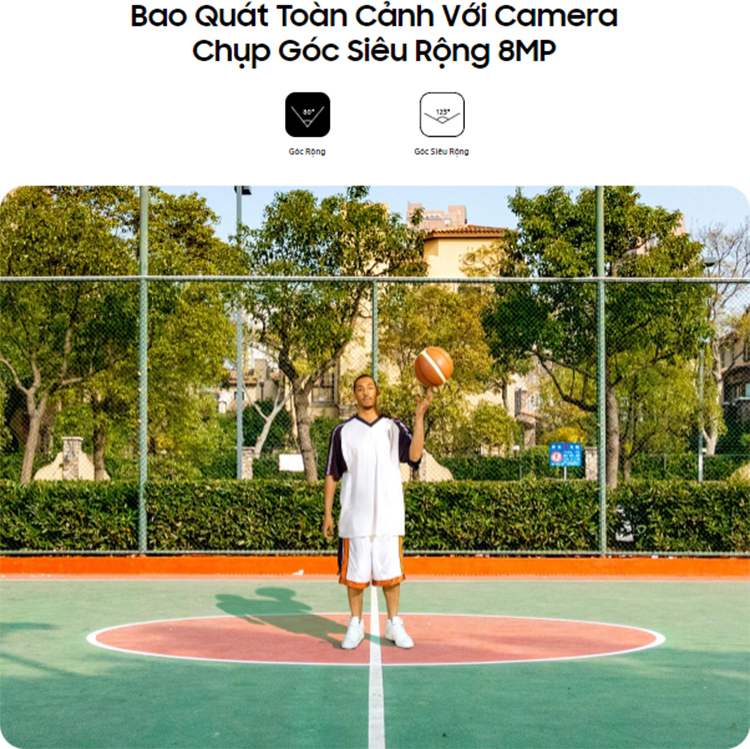 Bao Quát Toàn Cảnh Với Camera
Chụp Góc Siêu Rộng 8MP
80°
123°
Góc Rộng
Góc Siêu Rộng